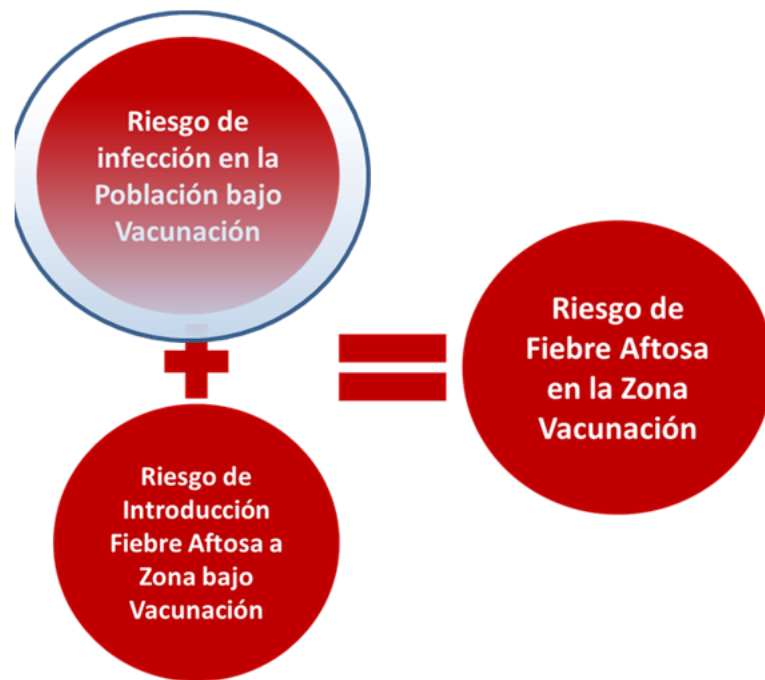 Riesgo de
infección en la
Población bajo
Vacunación
Riesgo de
Introducción
Fiebre Aftosa a
Zona bajo
Vacunación
Riesgo de
Fiebre Aftosa
en la Zona
Vacunación